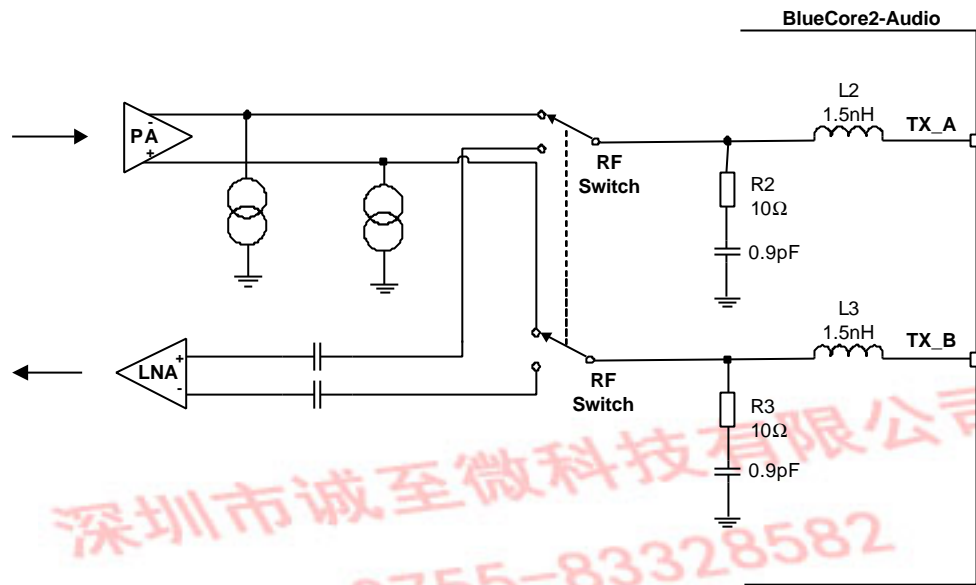 BlueCore2-Audio
L2
1.5nH
TX_A
-
PA
+
RF
Switch
R2
10Ω
0.9pF
L3
1.5nH
TX_B
+
LNA
-
RF
Switch
R3
10Ω
0.9pF
深圳市诚至微科技有限公司
0755-83328582